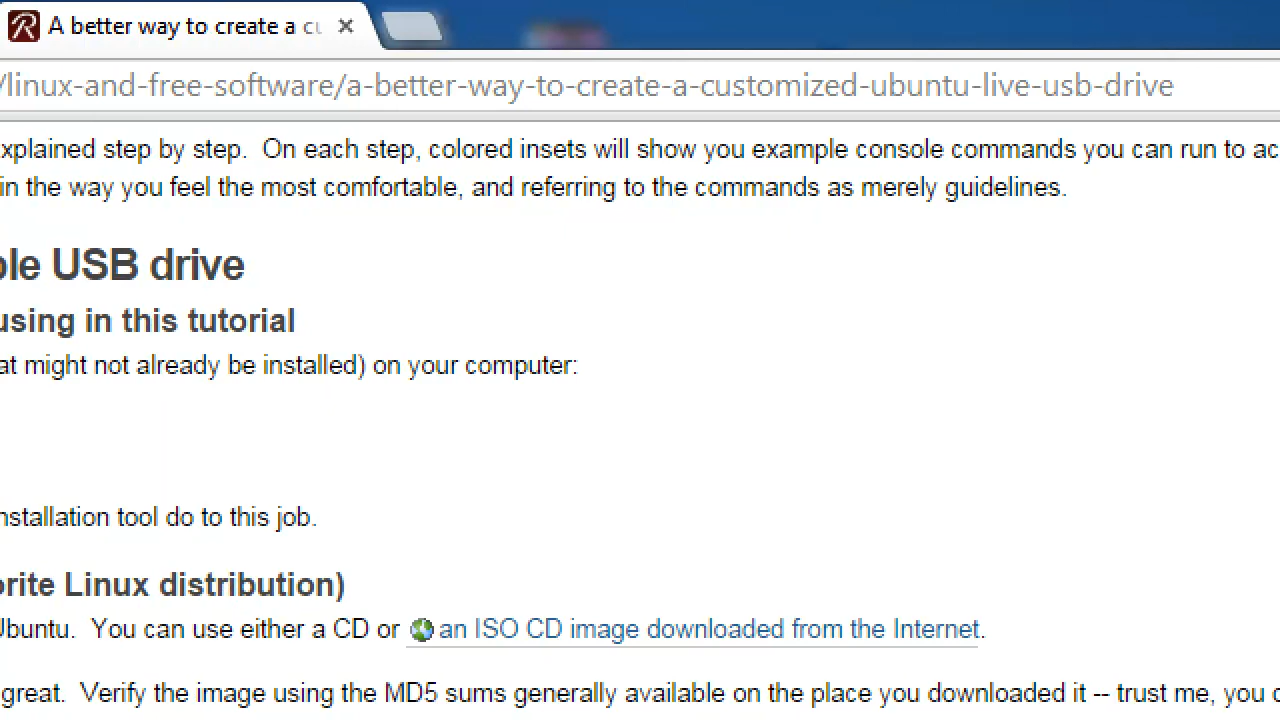 A better way to create a
/linux-and-free-software/a-better-way-to-create-a-customized-ubuntu-live-usb-drive
xplained step by step. On each step, colored insets will show you example console commands you can run to ac
in the way you feel the most comfortable, and referring to the commands as merely guidelines.
ble USB drive
using in this tutorial
at might not already be installed) on your computer:
nstallation tool do to this job.
orite Linux distribution)
Ubuntu. You can use either a CD or an ISO CD image downloaded from the Internet.
great. Verify the image using the MD5 sums generally available on the place you downloaded it -- trust me, you